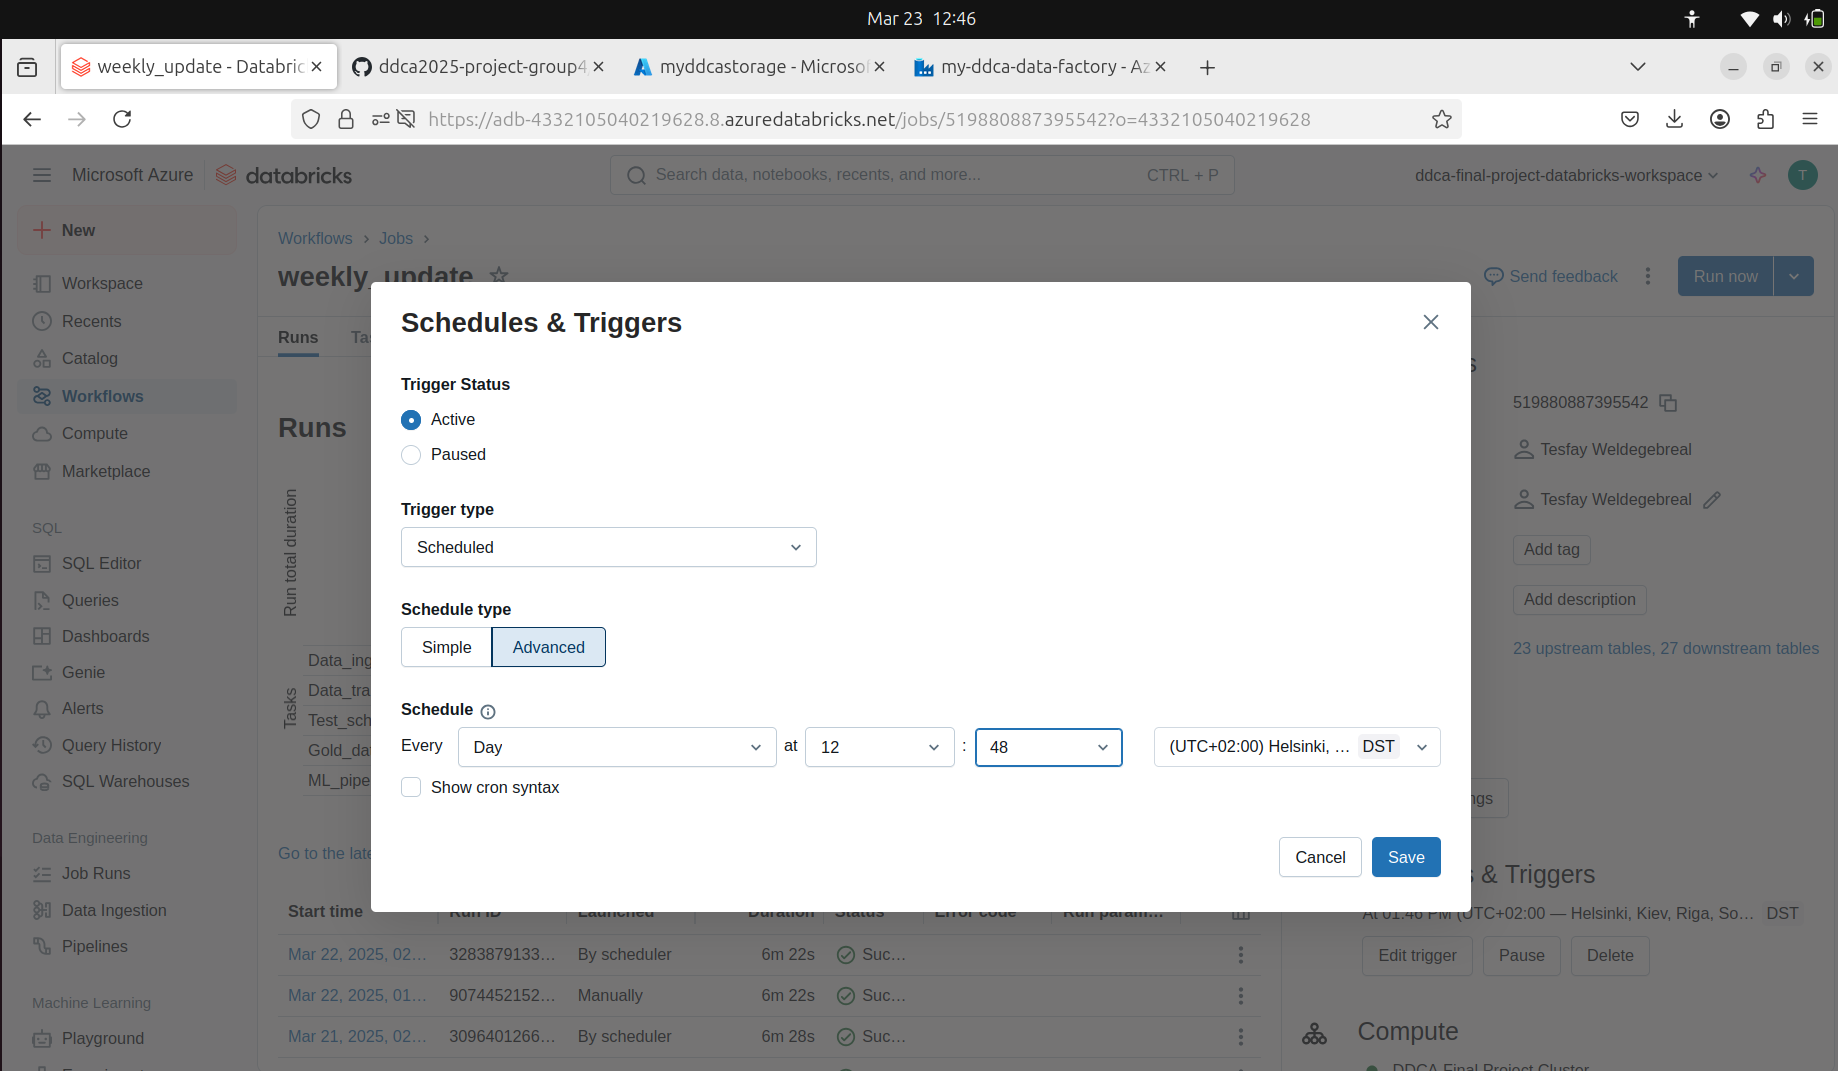 Mar 23 12:46
weekly_update - Databric
ddca2025-project-group4
myddcastorage - Microsof
my-ddca-data-factory - Az
https://adb-4332105040219628.8.azuredatabricks.net/jobs/519880887395542?o=4332105040219628
Microsoft Azure databricks
Search data, notebooks, recents, and more... CTRL + P
ddca-final-project-databricks-workspace
T
New
Workspace
Recents
Catalog
Workflows
Compute
Marketplace
SQL
SQL Editor
Queries
Dashboards
Genie
Alerts
Query History
SQL Warehouses
Data Engineering
Job Runs
Data Ingestion
Pipelines
Machine Learning
Playground
Workflows › Jobs ›
weekly_update
Send feedback
Run now
Runs Tas
Runs
Run total duration
Tasks
Data_ing
Data_tra
Test_sch
Gold_da
ML_pipe
Go to the late
Schedules & Triggers
Trigger Status
Active
Paused
Trigger type
Scheduled
Schedule type
Simple Advanced
Schedule
Every Day at 12 : 48 (UTC+02:00) Helsinki, ... DST
Show cron syntax
Cancel Save
Start time Run ID Launched Duration Status Error code Run param...
Mar 22, 2025, 02... 3283879133... By scheduler 6m 22s Suc...
Mar 22, 2025, 01... 9074452152... Manually 6m 22s Suc...
Mar 21, 2025, 02... 3096401266... By scheduler 6m 28s Suc...
519880887395542
Tesfay Weldegebreal
Tesfay Weldegebreal
Add tag
Add description
23 upstream tables, 27 downstream tables
ngs
s & Triggers
At 01:46 PM (UTC+02:00 — Helsinki, Kiev, Riga, So... DST
Edit trigger Pause Delete
Compute
DDCA Final Project Cluster